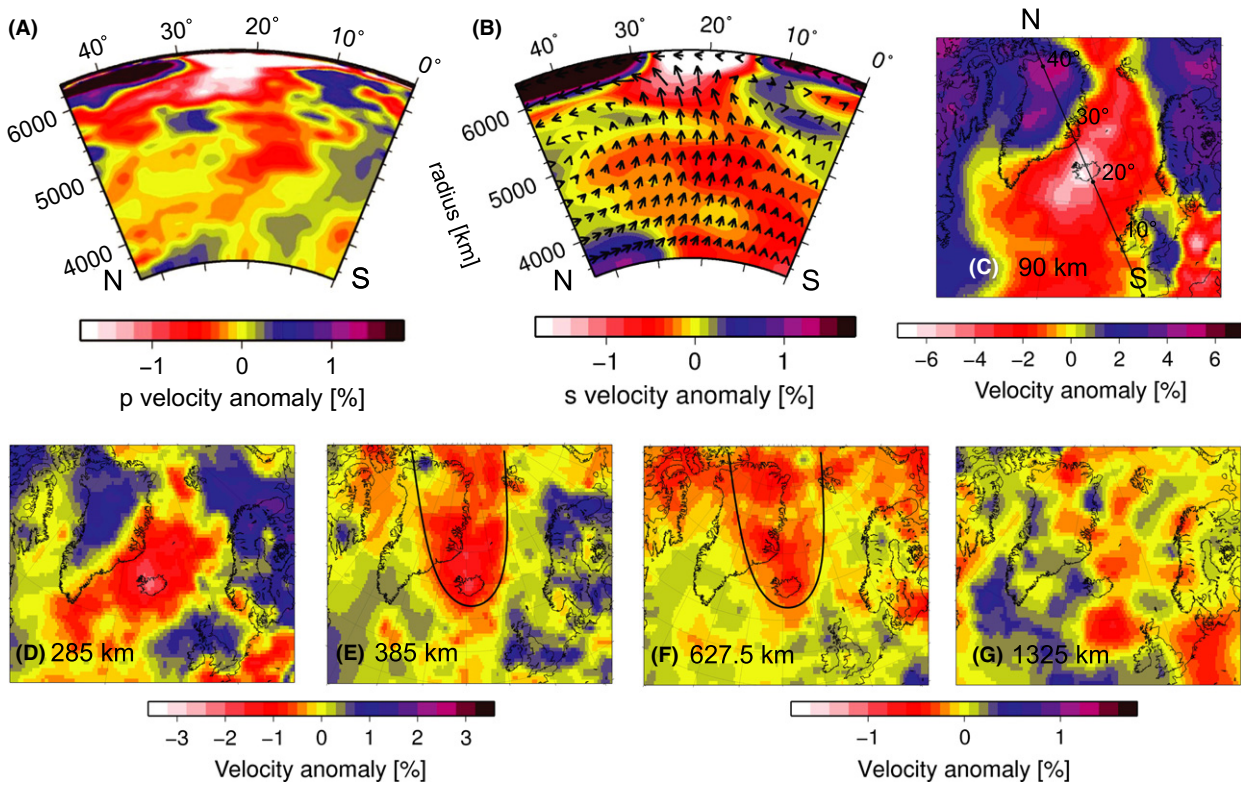 (A)
40°
30°
20°
10°
0°
6000
5000
4000
N
S
−1
0
1
p velocity anomaly [%]
(B)
40°
30°
20°
10°
0°
6000
5000
4000
radius [km]
N
S
−1
0
1
s velocity anomaly [%]
N
40°
30°
20°
10°
(C) 90 km
S
−6 −4 −2 0 2 4 6
Velocity anomaly [%]
(D) 285 km
(E) 385 km
(F) 627.5 km
(G) 1325 km
−3 −2 −1 0 1 2 3
Velocity anomaly [%]
−1 0 1
Velocity anomaly [%]